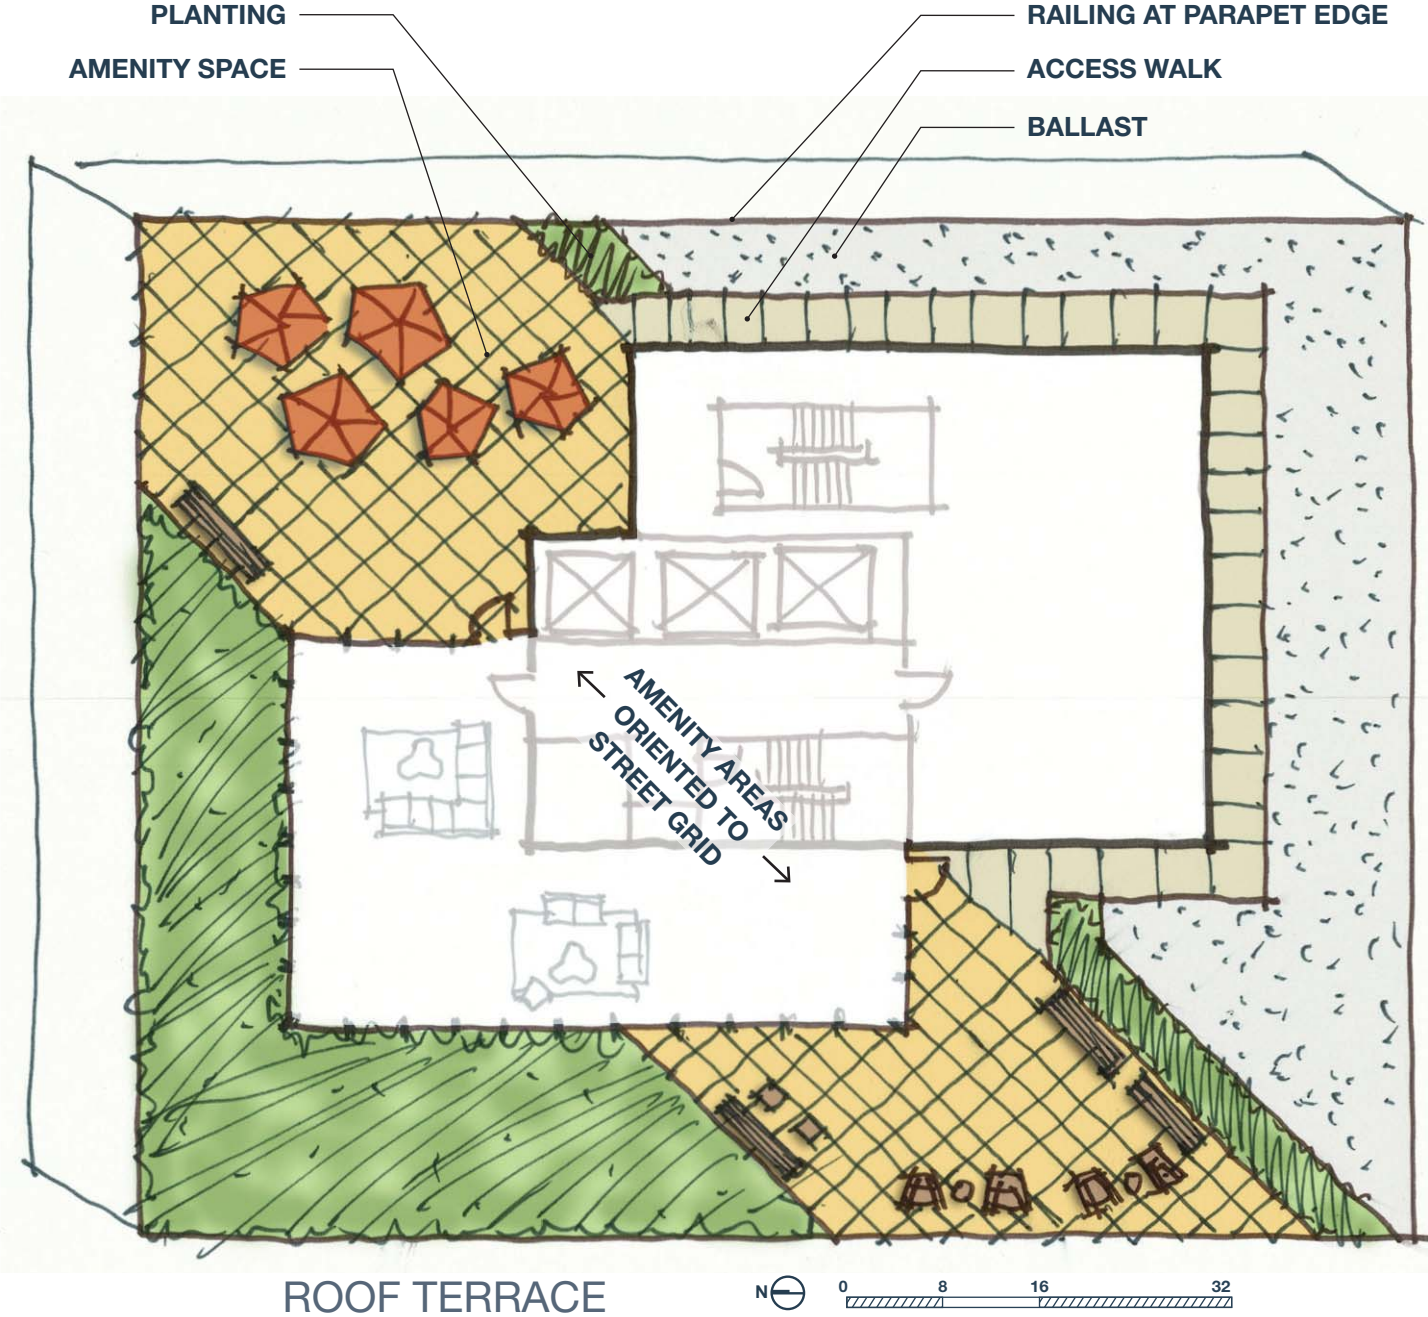 PLANTING
RAILING AT PARAPET EDGE
AMENITY SPACE
ACCESS WALK
BALLAST
AMENITY AREAS
ORIENTED TO
STREET GRID
ROOF TERRACE
N
0 8 16 32